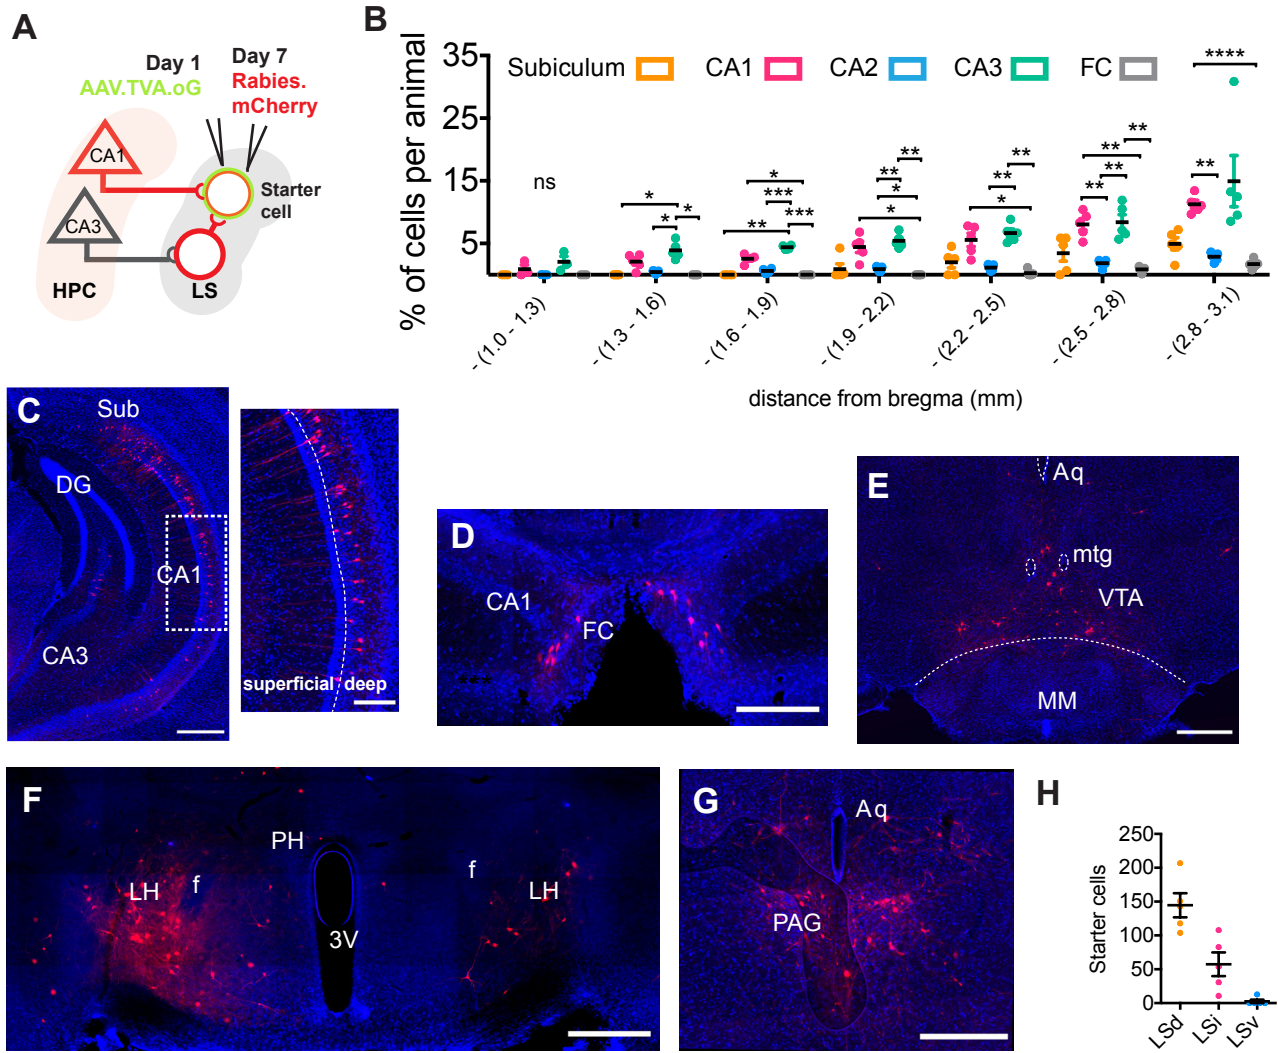 A
Day 1
AAV.TVA.oG
Day 7
Rabies.
mCherry
CA1
CA3
Starter
cell
HPC
LS
B
% of cells per animal
35
25
15
5
Subiculum
CA1
CA2
CA3
FC
ns
*
*
*
*
***
**
***
**
**
*
*
**
**
*
**
**
**
**
****
**
- (1.0 - 1.3)
- (1.3 - 1.6)
- (1.6 - 1.9)
- (1.9 - 2.2)
- (2.2 - 2.5)
- (2.5 - 2.8)
- (2.8 - 3.1)
distance from bregma (mm)
C
Sub
DG
CA1
CA3
superficial deep
D
CA1
FC
***
E
Aq
mtg
VTA
MM
F
PH
LH
f
3V
f
LH
G
Aq
PAG
H
Starter cells
250
200
150
100
50
0
LSd
LSi
LSv